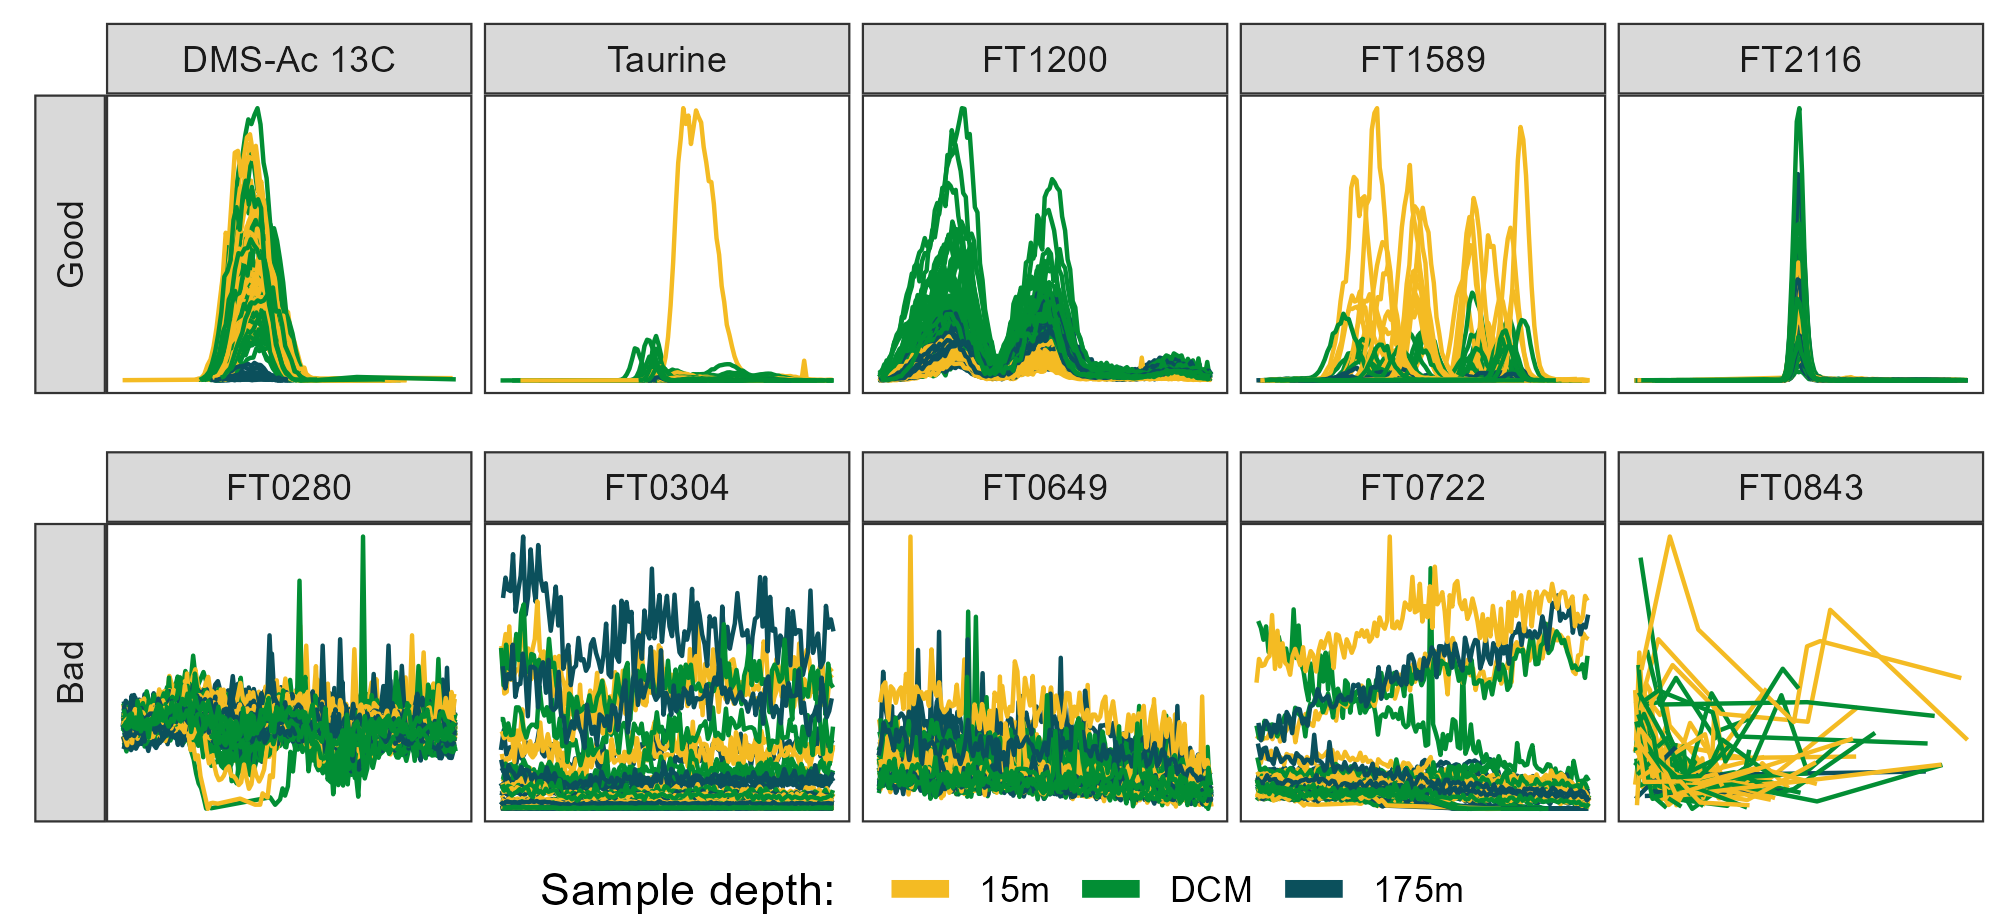 DMS-Ac 13C Taurine FT1200 FT1589 FT2116
Good
FT0280 FT0304 FT0649 FT0722 FT0843
Bad
Sample depth: 15m DCM 175m